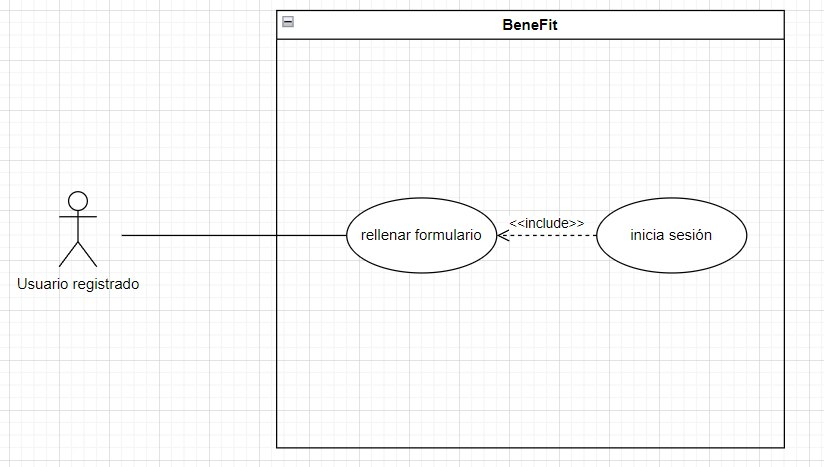 BeneFit
rellenar formulario
<<include>>
inicia sesión
Usuario registrado